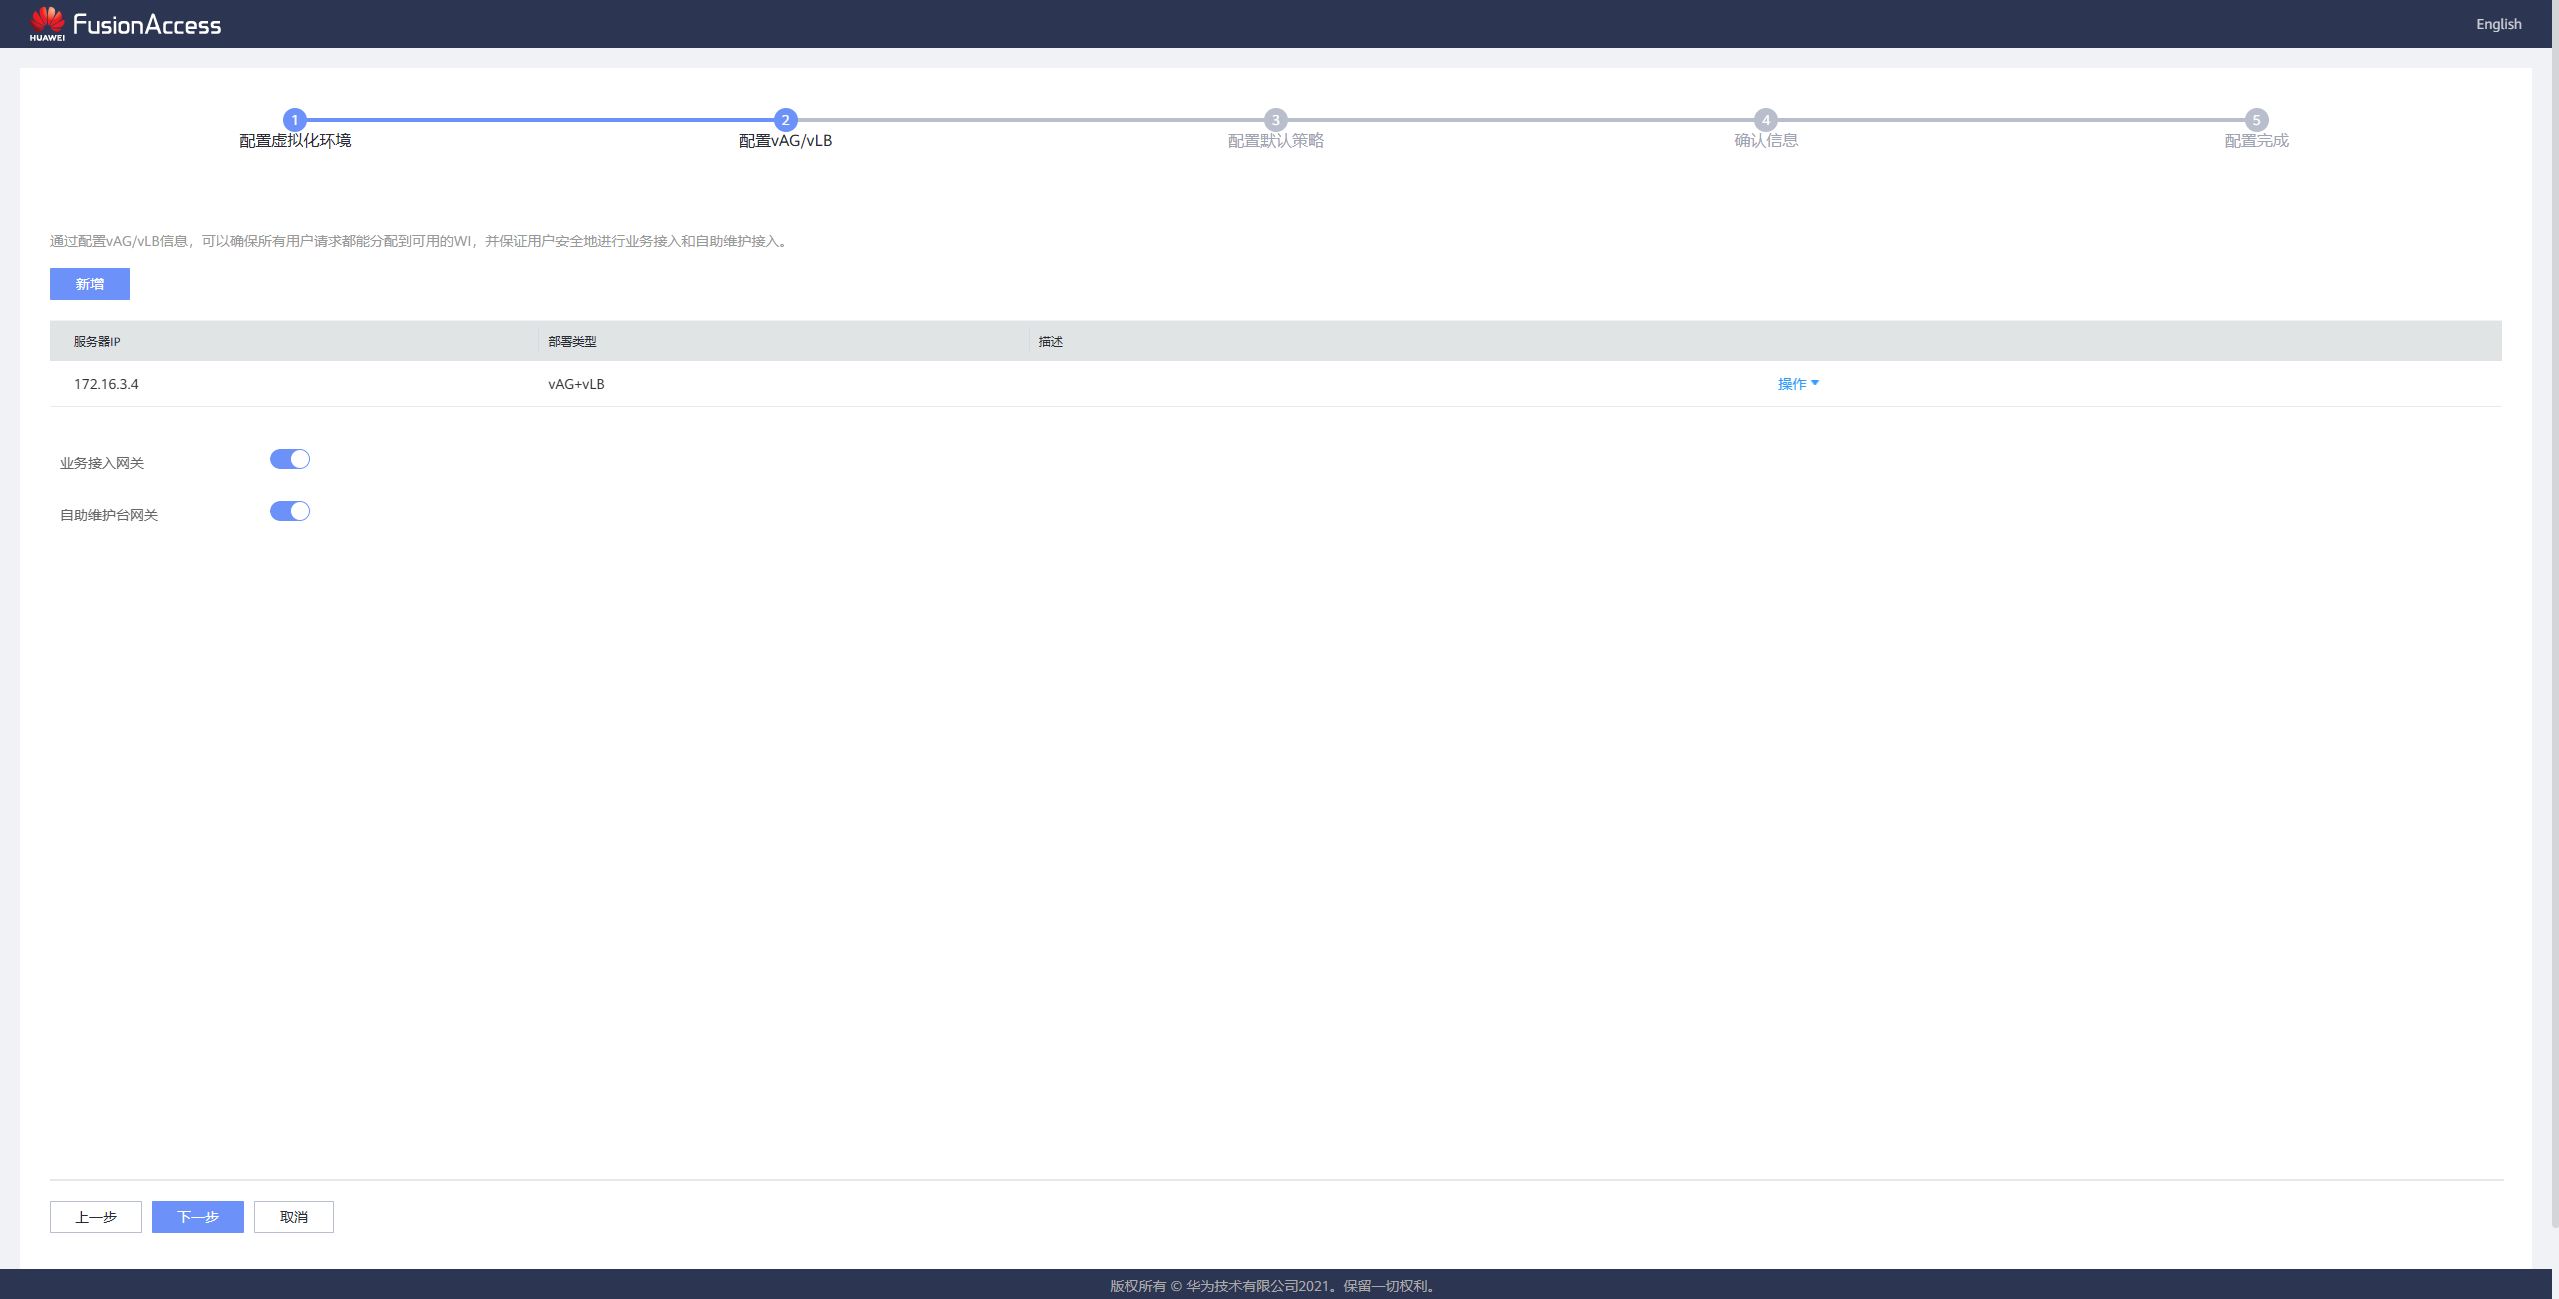 HUAWEI FusionAccess English
1 2 3 4 5
配置虚拟化环境 配置vAG/vLB 配置默认策略 确认信息 配置完成
通过配置vAG/vLB信息，可以确保所有用户请求都能分配到可用的WI，并保证用户安全地进行业务接入和自助维护接入。
新增
服务器IP 部署类型 描述
172.16.3.4 vAG+vLB 操作
业务接入网关
自助维护台网关
上一步 下一步 取消
版权所有 © 华为技术有限公司2021。保留一切权利。